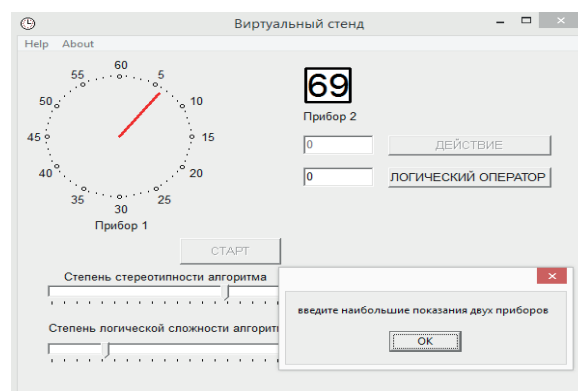 Виртуальный стенд
Help About
60
55 5
50 10
45 15
40 20
35 25
30
Прибор 1
69
Прибор 2
0 ДЕЙСТВИЕ
0 ЛОГИЧЕСКИЙ ОПЕРАТОР
СТАРТ
Степень стереотипности алгоритма
введите наибольшие показания двух приборов
Степень логической сложности алгорит
OK